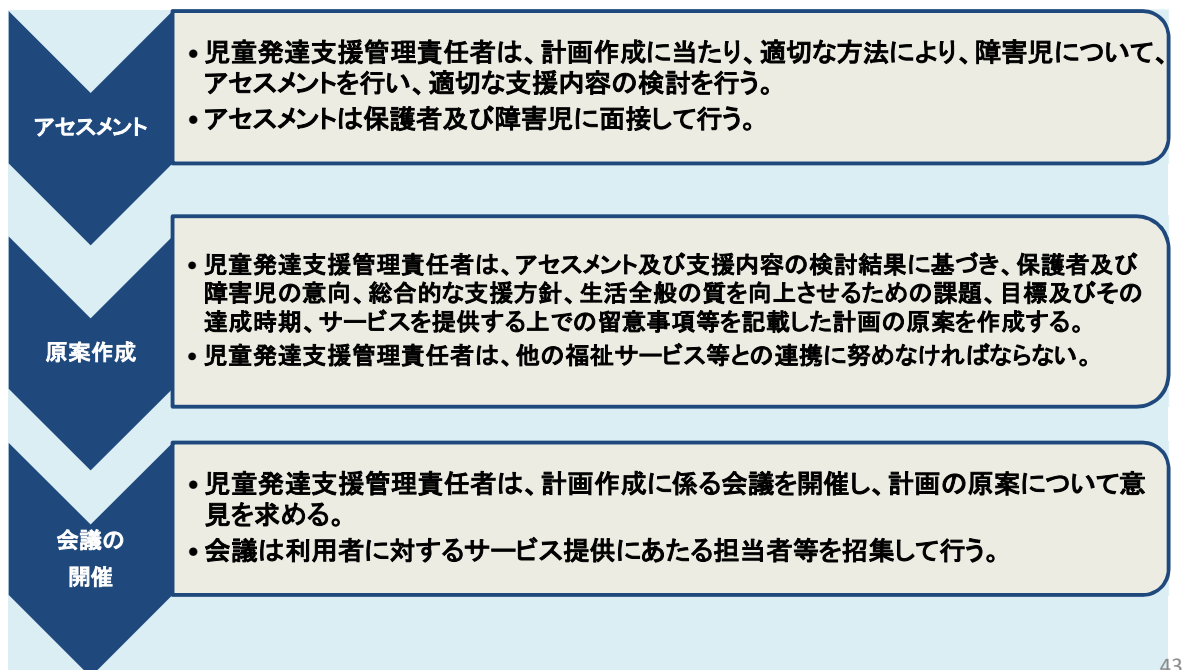 アセスメント
• 児童発達支援管理責任者は、計画作成に当たり、適切な方法により、障害児について、
アセスメントを行い、適切な支援内容の検討を行う。
• アセスメントは保護者及び障害児に面接して行う。
原案作成
• 児童発達支援管理責任者は、アセスメント及び支援内容の検討結果に基づき、保護者及び
障害児の意向、総合的な支援方針、生活全般の質を向上させるための課題、目標及びその
達成時期、サービスを提供する上での留意事項等を記載した計画の原案を作成する。
• 児童発達支援管理責任者は、他の福祉サービス等との連携に努めなければならない。
会議の
開催
• 児童発達支援管理責任者は、計画作成に係る会議を開催し、計画の原案について意
見を求める。
• 会議は利用者に対するサービス提供にあたる担当者等を招集して行う。
43